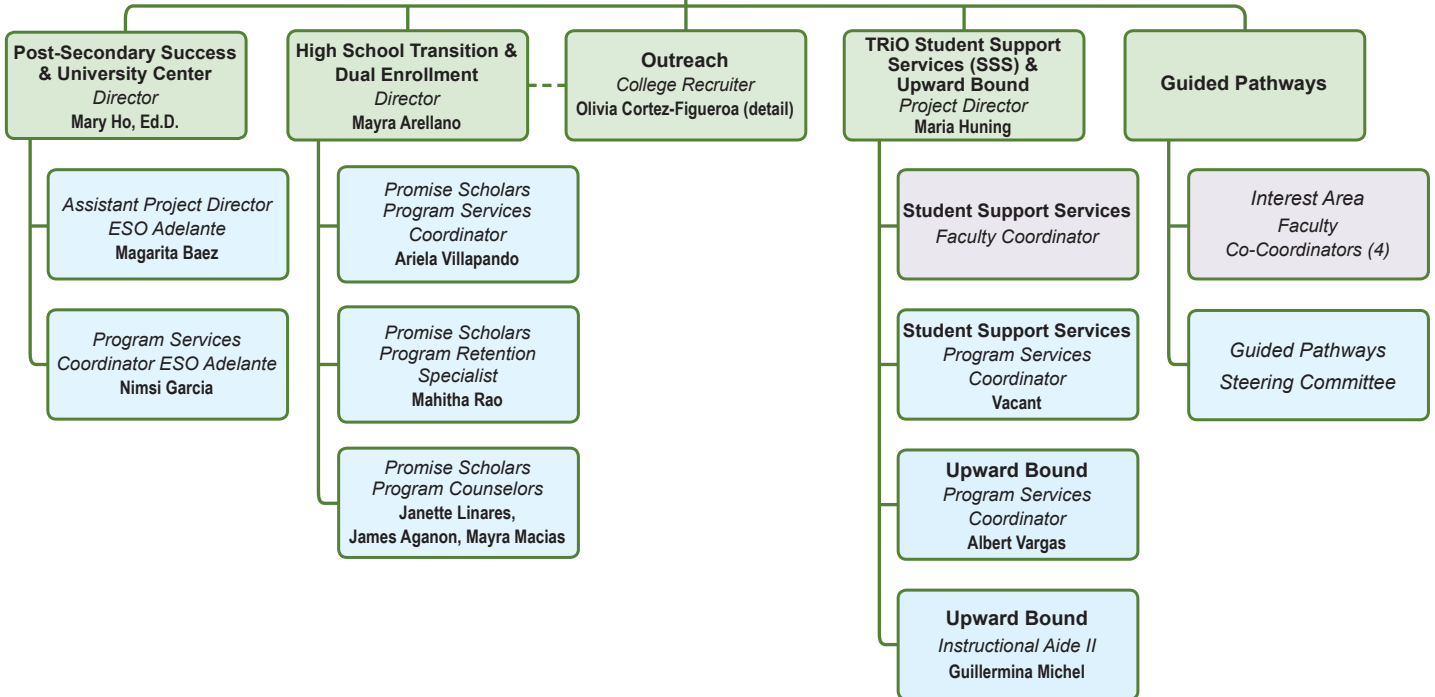 Post-Secondary Success
& University Center
Director
Mary Ho, Ed.D.
High School Transition &
Dual Enrollment
Director
Mayra Arellano
Outreach
College Recruiter
Olivia Cortez-Figueroa (detail)
TRiO Student Support
Services (SSS) &
Upward Bound
Project Director
Maria Huning
Guided Pathways
Assistant Project Director
ESO Adelante
Magarita Baez
Program Services
Coordinator ESO Adelante
Nimsi Garcia
Promise Scholars
Program Services
Coordinator
Ariela Villapando
Promise Scholars
Program Retention
Specialist
Mahitha Rao
Promise Scholars
Program Counselors
Janette Linares,
James Aganon, Mayra Macias
Student Support Services
Faculty Coordinator
Student Support Services
Program Services
Coordinator
Vacant
Upward Bound
Program Services
Coordinator
Albert Vargas
Upward Bound
Instructional Aide II
Guillermina Michel
Interest Area
Faculty
Co-Coordinators (4)
Guided Pathways
Steering Committee